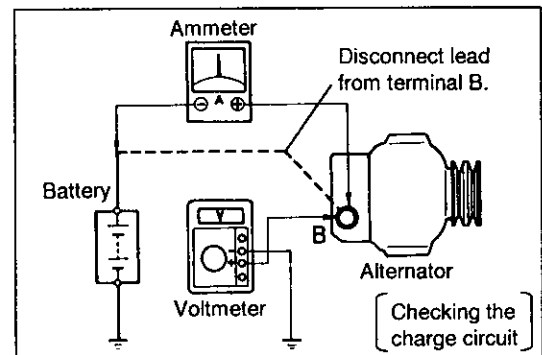 Ammeter
Disconnect lead
from terminal B.
A
Battery
V
B
Voltmeter
Alternator
Checking the
charge circuit